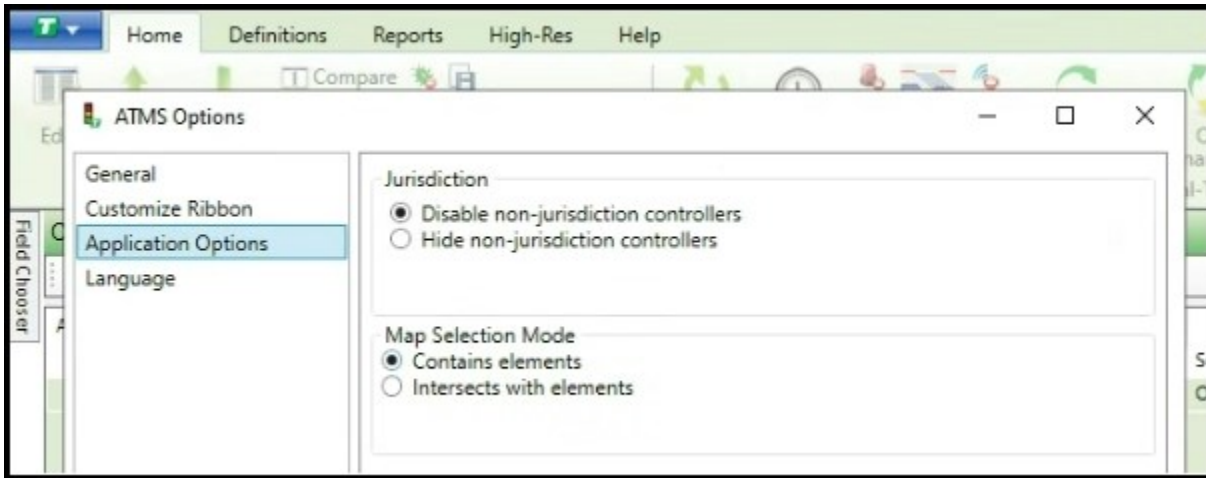 T
Home Definitions Reports High-Res Help
Compare
Ed
ATMS Options
General
Customize Ribbon
Application Options
Language
Field Chooser
Jurisdiction
Disable non-jurisdiction controllers
Hide non-jurisdiction controllers
Map Selection Mode
Contains elements
Intersects with elements